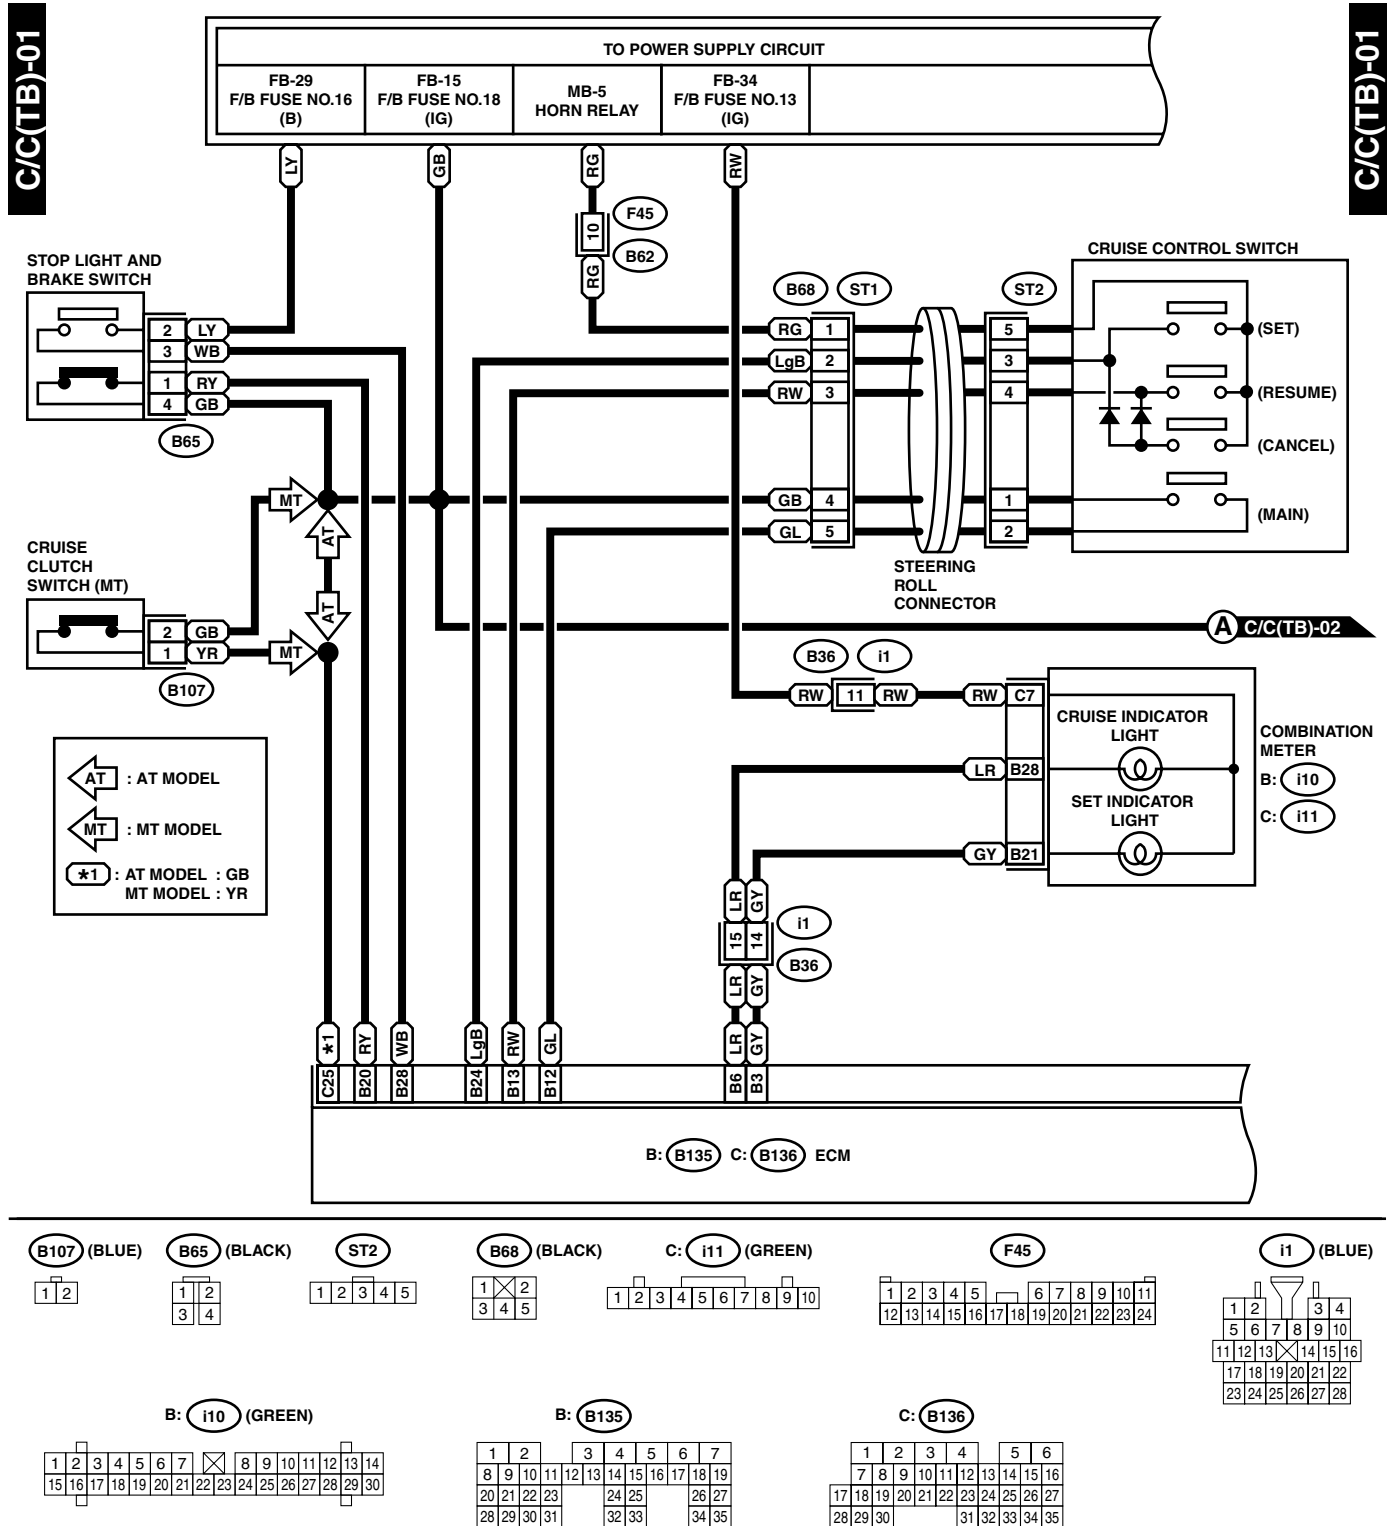 C/C(TB)-01
C/C(TB)-01
TO POWER SUPPLY CIRCUIT
FB-29
F/B FUSE NO.16
(B)
FB-15
F/B FUSE NO.18
(IG)
MB-5
HORN RELAY
FB-34
F/B FUSE NO.13
(IG)
LY
GB
RG
RW
10
F45
B62
RG
STOP LIGHT AND
BRAKE SWITCH
2 LY
3 WB
1 RY
4 GB
B65
CRUISE CONTROL SWITCH
B68 ST1 ST2
RG 1 5
LgB 2 3
RW 3 4
GB 4 1
GL 5 2
(SET)
(RESUME)
(CANCEL)
(MAIN)
STEERING
ROLL
CONNECTOR
MT
AT
AT
MT
CRUISE
CLUTCH
SWITCH (MT)
2 GB
1 YR
B107
A C/C(TB)-02
B36 i1
RW 11 RW RW C7
CRUISE INDICATOR
LIGHT
LR B28
SET INDICATOR
LIGHT
GY B21
COMBINATION
METER
B: i10
C: i11
AT : AT MODEL
MT : MT MODEL
*1 : AT MODEL : GB
MT MODEL : YR
LR GY
15 14
i1
B36
LR GY
*1 RY WB LgB RW GL LR GY
C25 B20 B28 B24 B13 B12 B6 B3
B: B135 C: B136 ECM
B107 (BLUE)
1 2
B65 (BLACK)
1 2
3 4
ST2
1 2 3 4 5
B68 (BLACK)
1 2
3 4 5
C: i11 (GREEN)
1 2 3 4 5 6 7 8 9 10
F45
1 2 3 4 5 6 7 8 9 10 11
12 13 14 15 16 17 18 19 20 21 22 23 24
i1 (BLUE)
1 2 3 4
5 6 7 8 9 10
11 12 13 14 15 16
17 18 19 20 21 22
23 24 25 26 27 28
B: i10 (GREEN)
1 2 3 4 5 6 7 8 9 10 11 12 13 14
15 16 17 18 19 20 21 22 23 24 25 26 27 28 29 30
B: B135
1 2 3 4 5 6 7
8 9 10 11 12 13 14 15 16 17 18 19
20 21 22 23 24 25 26 27
28 29 30 31 32 33 34 35
C: B136
1 2 3 4 5 6
7 8 9 10 11 12 13 14 15 16
17 18 19 20 21 22 23 24 25 26 27
28 29 30 31 32 33 34 35